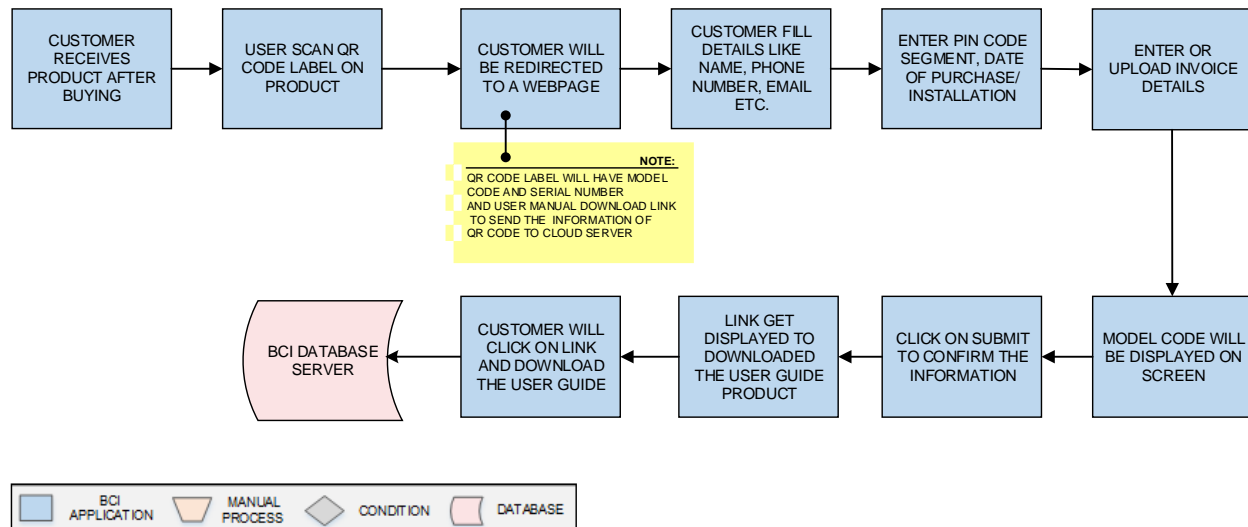 CUSTOMER
RECEIVES
PRODUCT AFTER
BUYING
USER SCAN QR
CODE LABEL ON
PRODUCT
CUSTOMER WILL
BE REDIRECTED
TO A WEBPAGE
CUSTOMER FILL
DETAILS LIKE
NAME, PHONE
NUMBER, EMAIL
ETC.
ENTER PIN CODE
SEGMENT, DATE
OF PURCHASE/
INSTALLATION
ENTER OR
UPLOAD INVOICE
DETAILS
NOTE:
QR CODE LABEL WILL HAVE MODEL
CODE AND SERIAL NUMBER
AND USER MANUAL DOWNLOAD LINK
TO SEND THE INFORMATION OF
QR CODE TO CLOUD SERVER
MODEL CODE WILL
BE DISPLAYED ON
SCREEN
CLICK ON SUBMIT
TO CONFIRM THE
INFORMATION
LINK GET
DISPLAYED TO
DOWNLOADED
THE USER GUIDE
PRODUCT
CUSTOMER WILL
CLICK ON LINK
AND DOWNLOAD
THE USER GUIDE
BCI DATABASE
SERVER
BCI
APPLICATION
MANUAL
PROCESS
CONDITION
DATABASE